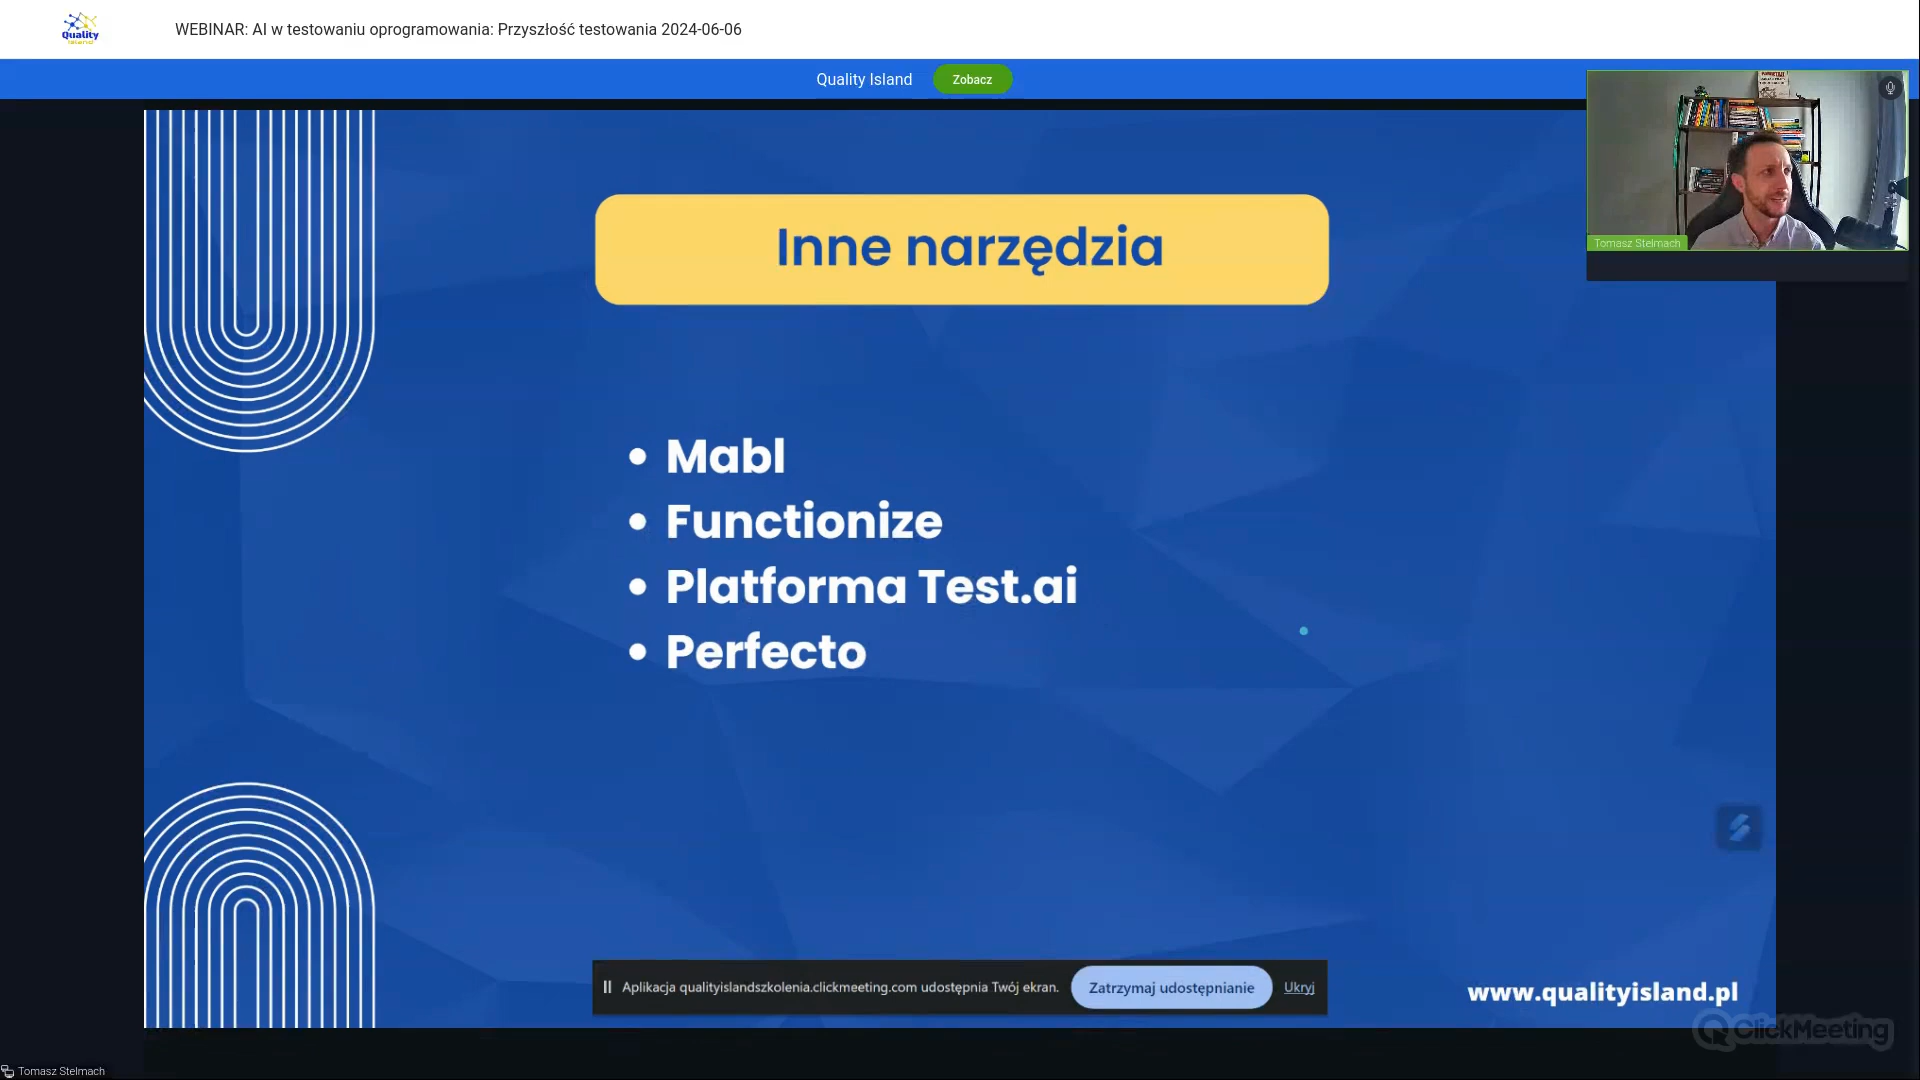 Quality
Island
WEBINAR: AI w testowaniu oprogramowania: Przyszłość testowania 2024-06-06
Quality Island
Zobacz
Tomasz Stelmach
Inne narzędzia
Mabl
Functionize
Platforma Test.ai
Perfecto
Aplikacja qualityislandszkolenia.clickmeeting.com udostępnia Twój ekran.
Zatrzymaj udostępnianie
Ukryj
www.qualityisland.pl
ClickMeeting
Tomasz Stelmach